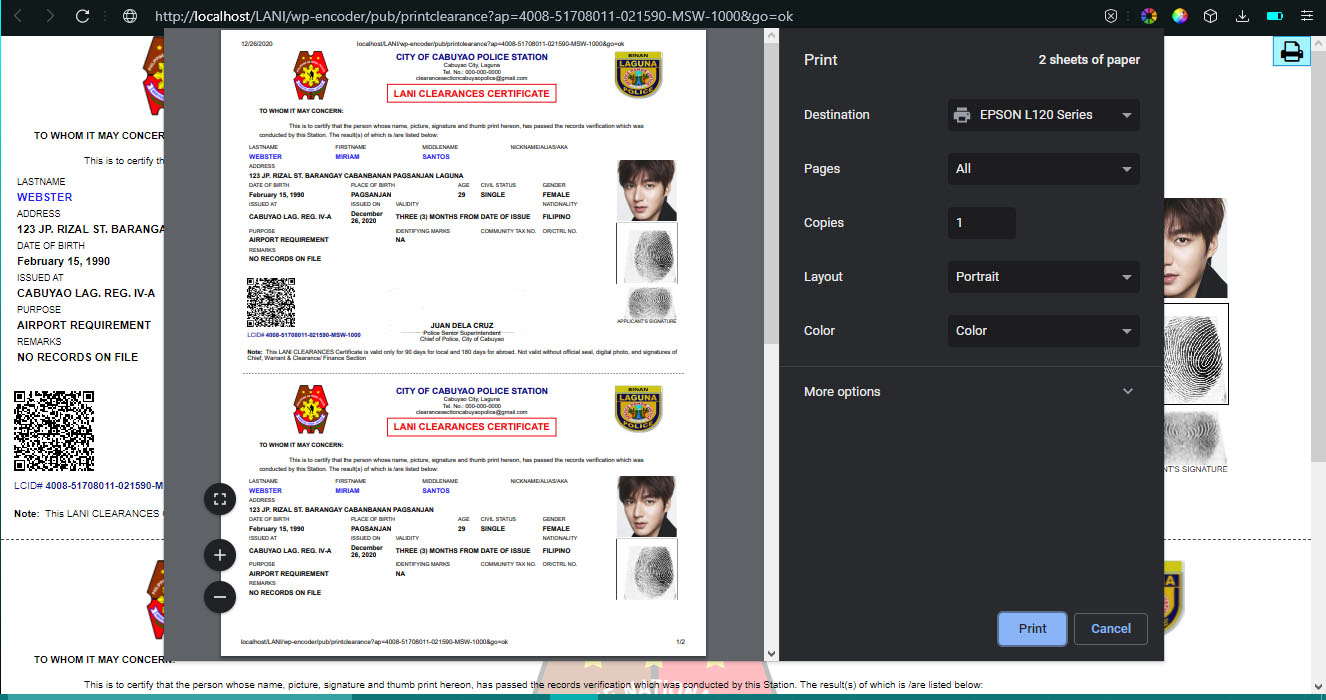 http://localhost/LANI/wp-encoder/pub/printclearance?ap=4008-51708011-021590-MSW-1000&go=ok
TO WHOM IT MAY CONCER
This is to certify th
LASTNAME
WEBSTER
ADDRESS
123 JP. RIZAL ST. BARANGA
DATE OF BIRTH
February 15, 1990
ISSUED AT
CABUYAO LAG. REG. IV-A
PURPOSE
AIRPORT REQUIREMENT
REMARKS
NO RECORDS ON FILE
LCID# 4008-51708011-021590-M
Note: This LANI CLEARANCES
12/26/2020 localhost/LANI/wp-encoder/pub/printclearance?ap=4008-51708011-021590-MSW-1000&go=ok
CITY OF CABUYAO POLICE STATION
Cabuyao City, Laguna
Tel. No.: 000-000-0000
clearancesectioncabuyaopolice@gmail.com
LANI CLEARANCES CERTIFICATE
BINAN
LAGUNA
POLICE
TO WHOM IT MAY CONCERN:
This is to certify that the person whose name, picture, signature and thumb print hereon, has passed the records verification which was
conducted by this Station. The result(s) of which is /are listed below:
LASTNAME FIRSTNAME MIDDLENAME NICKNAME/ALIAS/AKA
WEBSTER MIRIAM SANTOS
ADDRESS
123 JP. RIZAL ST. BARANGAY CABANBANAN PAGSANJAN LAGUNA
DATE OF BIRTH PLACE OF BIRTH AGE CIVIL STATUS GENDER
February 15, 1990 PAGSANJAN 29 SINGLE FEMALE
ISSUED AT ISSUED ON VALIDITY NATIONALITY
CABUYAO LAG. REG. IV-A December 26, 2020 THREE (3) MONTHS FROM DATE OF ISSUE FILIPINO
PURPOSE IDENTIFYING MARKS COMMUNITY TAX NO. OR/CTRL NO.
AIRPORT REQUIREMENT NA
REMARKS
NO RECORDS ON FILE
LCID# 4008-51708011-021590-MSW-1000
JUAN DELA CRUZ
Police Senior Superintendent
Chief of Police, City of Cabuyao
APPLICANT'S SIGNATURE
Note: This LANI CLEARANCES Certificate is valid only for 90 days for local and 180 days for abroad. Not valid without official seal, digital photo, and signatures of
Chief, Warrant & Clearance/ Finance Section
CITY OF CABUYAO POLICE STATION
Cabuyao City, Laguna
Tel. No.: 000-000-0000
clearancesectioncabuyaopolice@gmail.com
LANI CLEARANCES CERTIFICATE
BINAN
LAGUNA
POLICE
TO WHOM IT MAY CONCERN:
This is to certify that the person whose name, picture, signature and thumb print hereon, has passed the records verification which was
conducted by this Station. The result(s) of which is /are listed below:
LASTNAME FIRSTNAME MIDDLENAME NICKNAME/ALIAS/AKA
WEBSTER MIRIAM SANTOS
ADDRESS
123 JP. RIZAL ST. BARANGAY CABANBANAN PAGSANJAN
DATE OF BIRTH PLACE OF BIRTH AGE CIVIL STATUS GENDER
February 15, 1990 PAGSANJAN 29 SINGLE FEMALE
ISSUED AT ISSUED ON VALIDITY NATIONALITY
CABUYAO LAG. REG. IV-A December 26, 2020 THREE (3) MONTHS FROM DATE OF ISSUE FILIPINO
PURPOSE IDENTIFYING MARKS COMMUNITY TAX NO. OR/CTRL NO.
AIRPORT REQUIREMENT NA
REMARKS
NO RECORDS ON FILE
localhost/LANI/wp-encoder/pub/printclearance?ap=4008-51708011-021590-MSW-1000&go=ok 1/2
Print 2 sheets of paper
Destination EPSON L120 Series
Pages All
Copies 1
Layout Portrait
Color Color
More options
Print Cancel
NT'S SIGNATURE
TO WHOM IT MAY CONCERN:
This is to certify that the person whose name, picture, signature and thumb print hereon, has passed the records verification which was conducted by this Station. The result(s) of which is /are listed below: